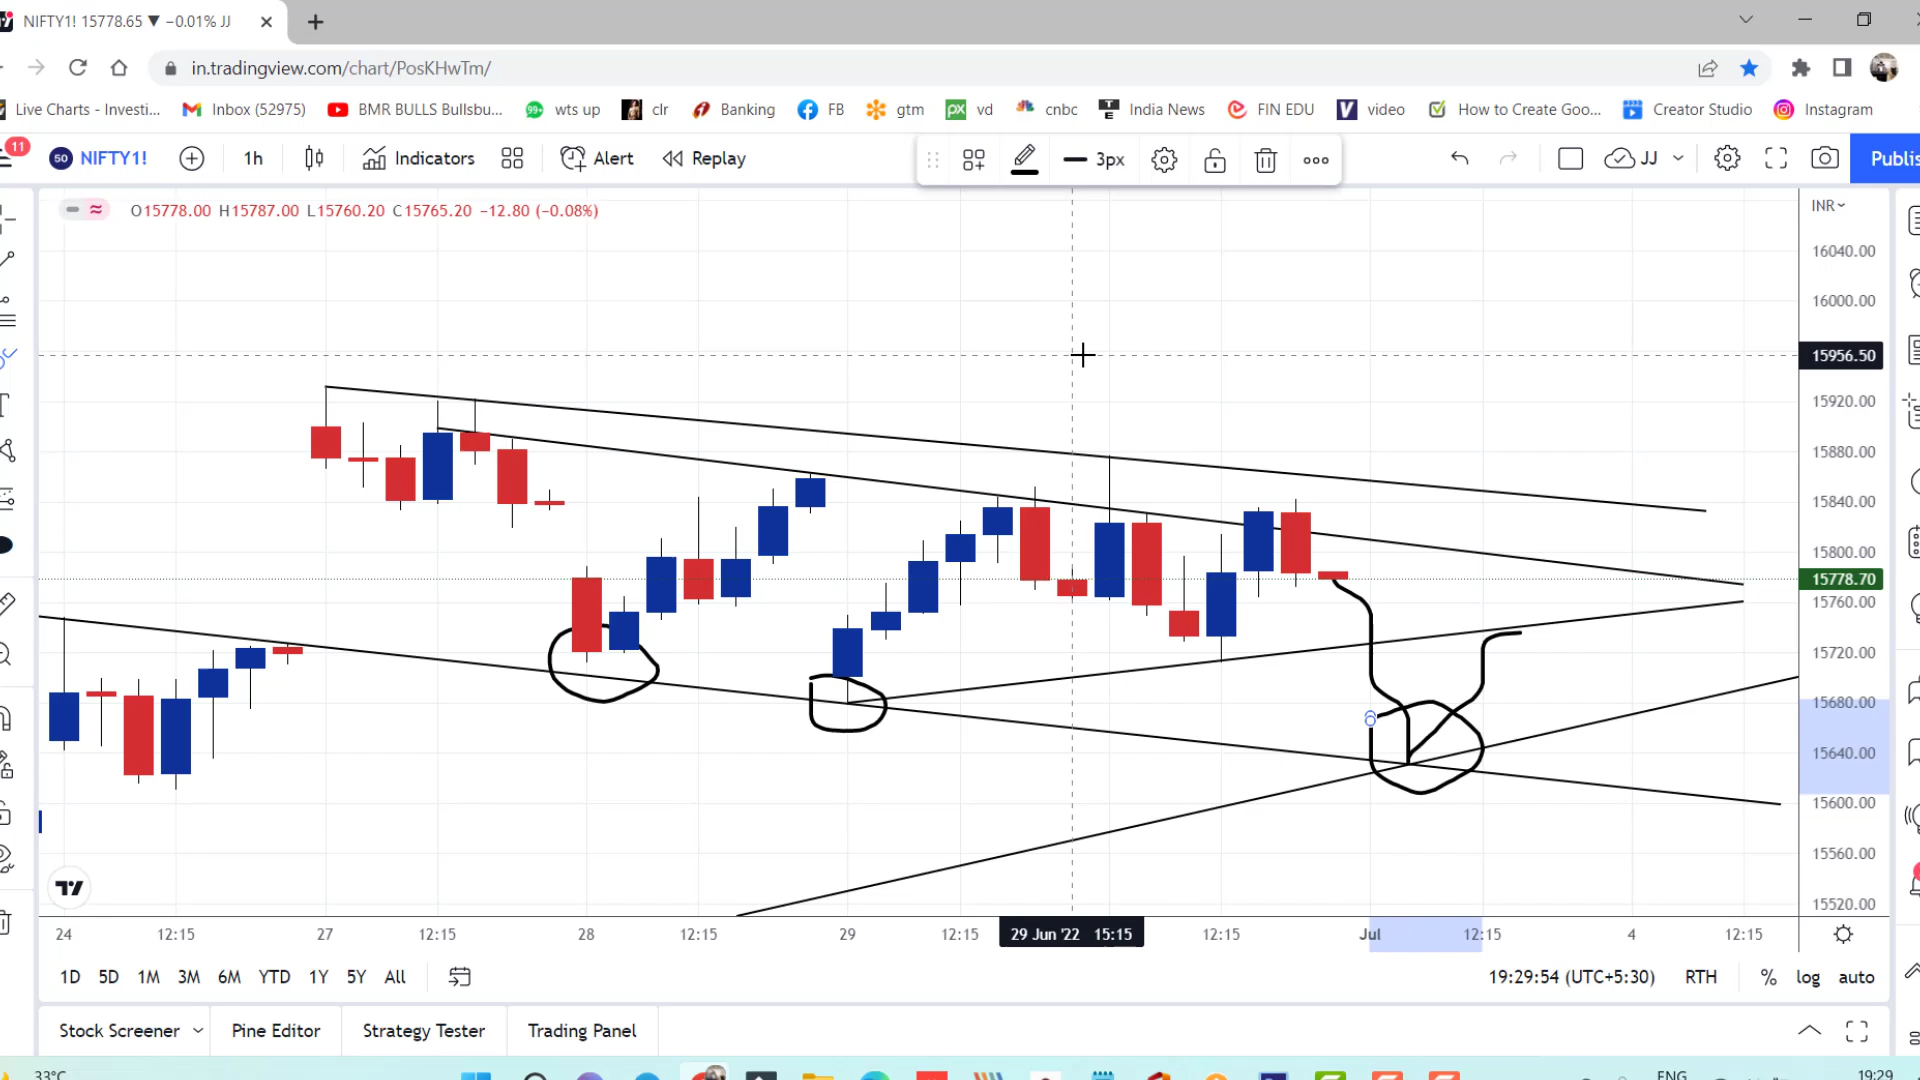 NIFTY1! 15778.65 ▼ −0.01% JJ
in.tradingview.com/chart/PosKHwTm/
Live Charts - Investi... Inbox (52975) BMR BULLS Bullsbu... 99+ wts up clr Banking FB gtm PX vd cnbc TE India News FIN EDU V video How to Create Goo... Creator Studio Instagram
11 50 NIFTY1! 1h Indicators Alert Replay 3px JJ Publis
O15778.00 H15787.00 L15760.20 C15765.20 −12.80 (−0.08%)
INR
16040.00
16000.00
15956.50
15920.00
15880.00
15840.00
15800.00
15778.70
15760.00
15720.00
15680.00
15640.00
15600.00
15560.00
15520.00
24 12:15 27 12:15 28 12:15 29 12:15 29 Jun '22 15:15 12:15 Jul 12:15 4 12:15
1D 5D 1M 3M 6M YTD 1Y 5Y All 19:29:54 (UTC+5:30) RTH % log auto
Stock Screener Pine Editor Strategy Tester Trading Panel
33°C ENG 19:29